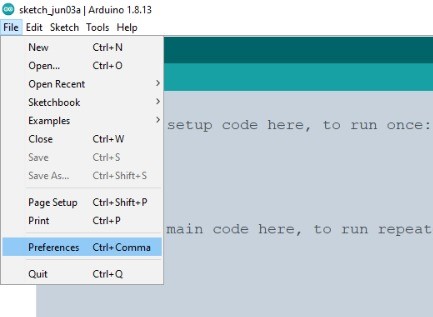 sketch_jun03a | Arduino 1.8.13
File Edit Sketch Tools Help
New Ctrl+N
Open... Ctrl+O
Open Recent
Sketchbook
Examples
Close Ctrl+W
Save Ctrl+S
Save As... Ctrl+Shift+S
Page Setup Ctrl+Shift+P
Print Ctrl+P
Preferences Ctrl+Comma
Quit Ctrl+Q
setup code here, to run once:
main code here, to run repeat